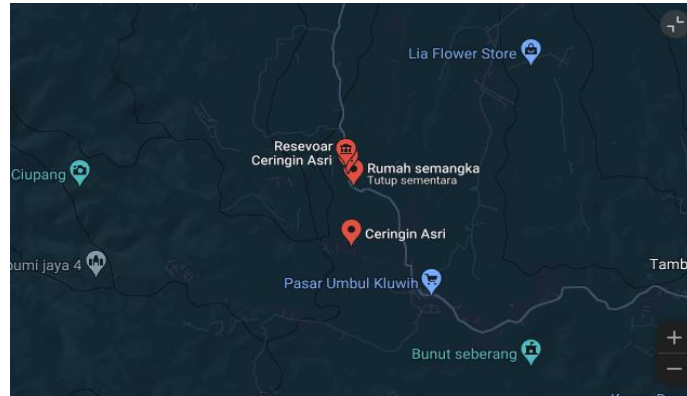 Lia Flower Store
Resevoar
Ceringin Asri
Rumah semangka
Tutup sementara
Ciupang
Ceringin Asri
bumi jaya 4
Tamb
Pasar Umbul Kluwih
Bunut seberang